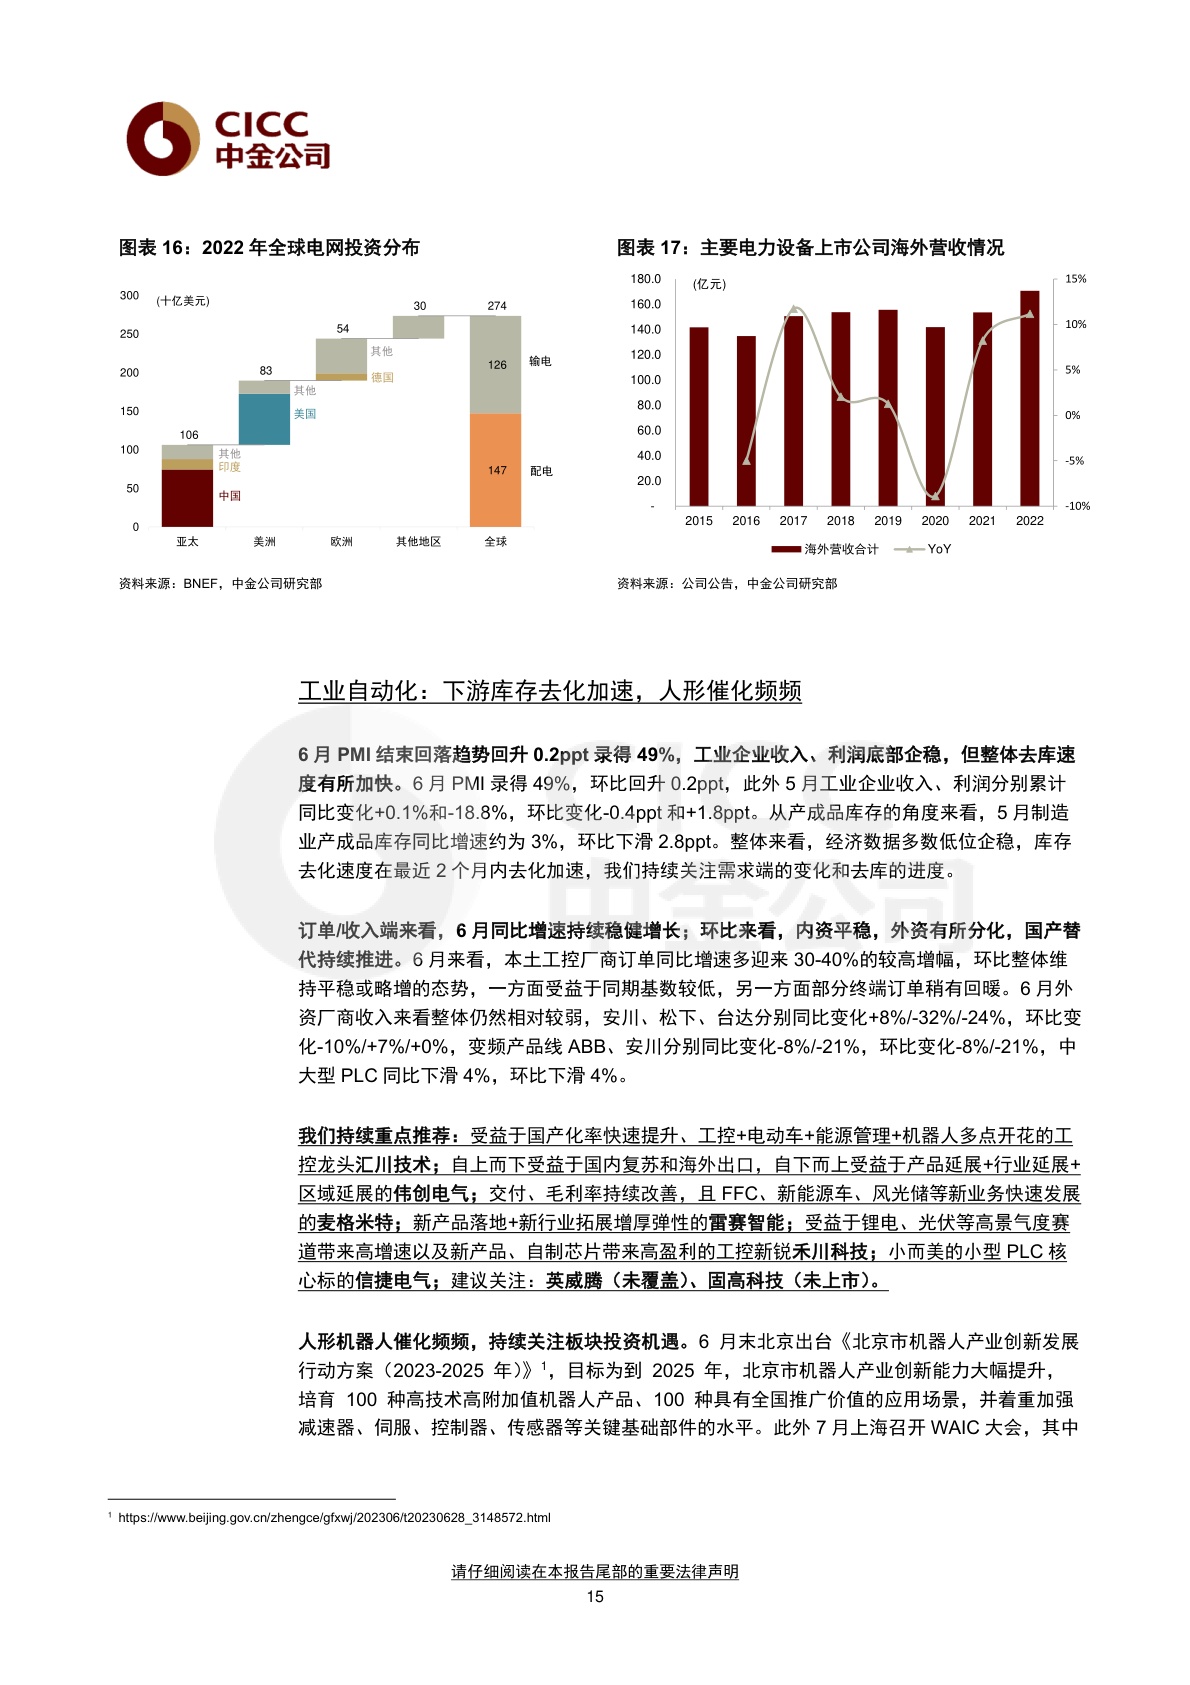 CICC
中金公司
图表 16：2022 年全球电网投资分布
300
(十亿美元)
250
200
150
100
50
0
106
83
54
30
274
其他
印度
中国
其他
美国
其他
德国
126
147
输电
配电
亚太
美洲
欧洲
其他地区
全球
资料来源：BNEF，中金公司研究部
图表 17：主要电力设备上市公司海外营收情况
180.0
(亿元)
160.0
140.0
120.0
100.0
80.0
60.0
40.0
20.0
-
15%
10%
5%
0%
-5%
-10%
2015 2016 2017 2018 2019 2020 2021 2022
海外营收合计 YoY
资料来源：公司公告，中金公司研究部
工业自动化：下游库存去化加速，人形催化频频
6 月 PMI 结束回落趋势回升 0.2ppt 录得 49%，工业企业收入、利润底部企稳，但整体去库速
度有所加快。6 月 PMI 录得 49%，环比回升 0.2ppt，此外 5 月工业企业收入、利润分别累计
同比变化+0.1%和-18.8%，环比变化-0.4ppt 和+1.8ppt。从产成品库存的角度来看，5 月制造
业产成品库存同比增速约为 3%，环比下滑 2.8ppt。整体来看，经济数据多数低位企稳，库存
去化速度在最近 2 个月内去化加速，我们持续关注需求端的变化和去库的进度。
订单/收入端来看，6 月同比增速持续稳健增长；环比来看，内资平稳，外资有所分化，国产替
代持续推进。6 月来看，本土工控厂商订单同比增速多迎来 30-40%的较高增幅，环比整体维
持平稳或略增的态势，一方面受益于同期基数较低，另一方面部分终端订单稍有回暖。6 月外
资厂商收入来看整体仍然相对较弱，安川、松下、台达分别同比变化+8%/-32%/-24%，环比变
化-10%/+7%/+0%，变频产品线 ABB、安川分别同比变化-8%/-21%，环比变化-8%/-21%，中
大型 PLC 同比下滑 4%，环比下滑 4%。
我们持续重点推荐：受益于国产化率快速提升、工控+电动车+能源管理+机器人多点开花的工
控龙头汇川技术；自上而下受益于国内复苏和海外出口，自下而上受益于产品延展+行业延展+
区域延展的伟创电气；交付、毛利率持续改善，且 FFC、新能源车、风光储等新业务快速发展
的麦格米特；新产品落地+新行业拓展增厚弹性的雷赛智能；受益于锂电、光伏等高景气度赛
道带来高增速以及新产品、自制芯片带来高盈利的工控新锐禾川科技；小而美的小型 PLC 核
心标的信捷电气；建议关注：英威腾（未覆盖）、固高科技（未上市）。
人形机器人催化频频，持续关注板块投资机遇。6 月末北京出台《北京市机器人产业创新发展
行动方案（2023-2025 年）》1，目标为到 2025 年，北京市机器人产业创新能力大幅提升，
培育 100 种高技术高附加值机器人产品、100 种具有全国推广价值的应用场景，并着重加强
减速器、伺服、控制器、传感器等关键基础部件的水平。此外 7 月上海召开 WAIC 大会，其中
1 https://www.beijing.gov.cn/zhengce/gfxwj/202306/t20230628_3148572.html
请仔细阅读在本报告尾部的重要法律声明
15